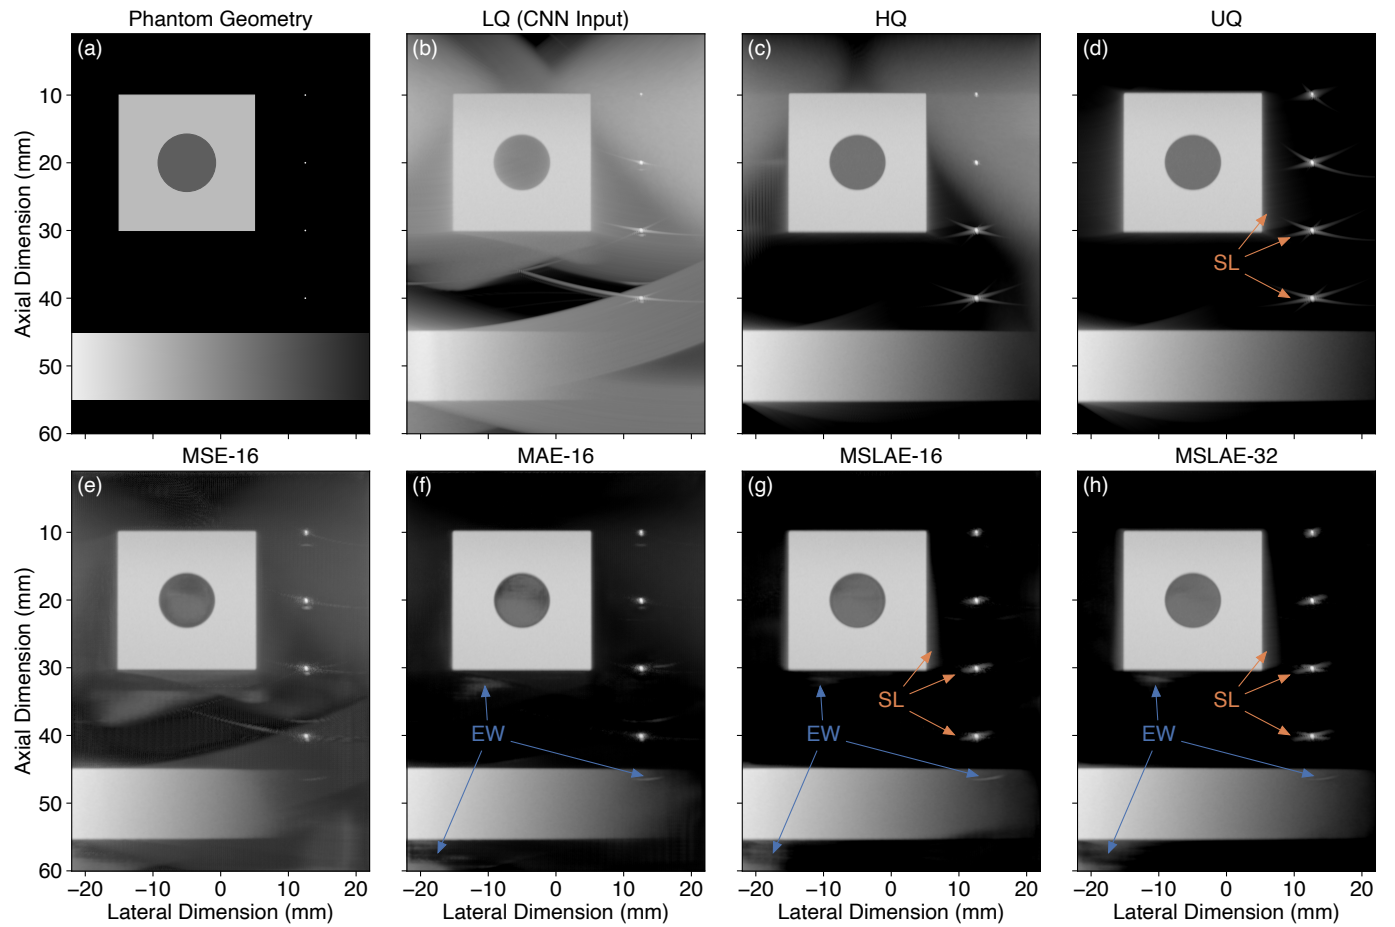 Phantom Geometry
LQ (CNN Input)
HQ
UQ
(a)
(b)
(c)
(d)
Axial Dimension (mm)
10
20
30
40
50
60
SL
MSE-16
MAE-16
MSLAE-16
MSLAE-32
(e)
(f)
(g)
(h)
Axial Dimension (mm)
10
20
30
40
50
60
EW
SL
EW
SL
EW
−20 −10 0 10 20
−20 −10 0 10 20
−20 −10 0 10 20
−20 −10 0 10 20
Lateral Dimension (mm)
Lateral Dimension (mm)
Lateral Dimension (mm)
Lateral Dimension (mm)